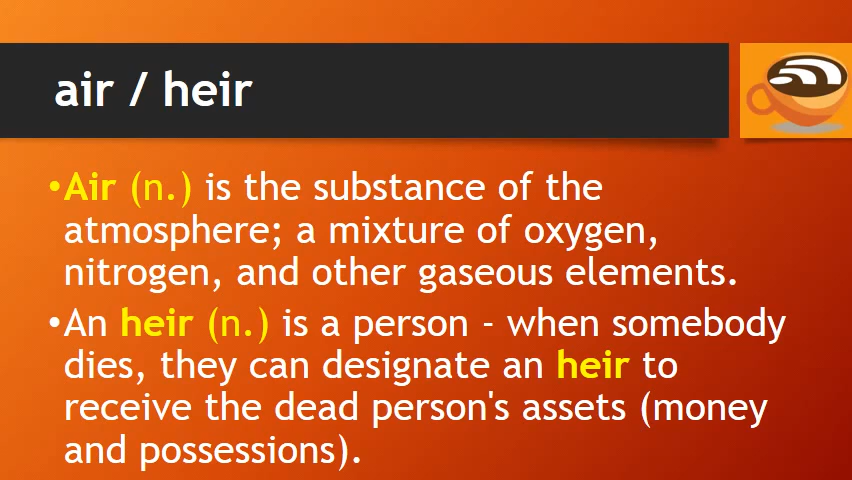 air / heir
•Air (n.) is the substance of the
atmosphere; a mixture of oxygen,
nitrogen, and other gaseous elements.
•An heir (n.) is a person - when somebody
dies, they can designate an heir to
receive the dead person's assets (money
and possessions).